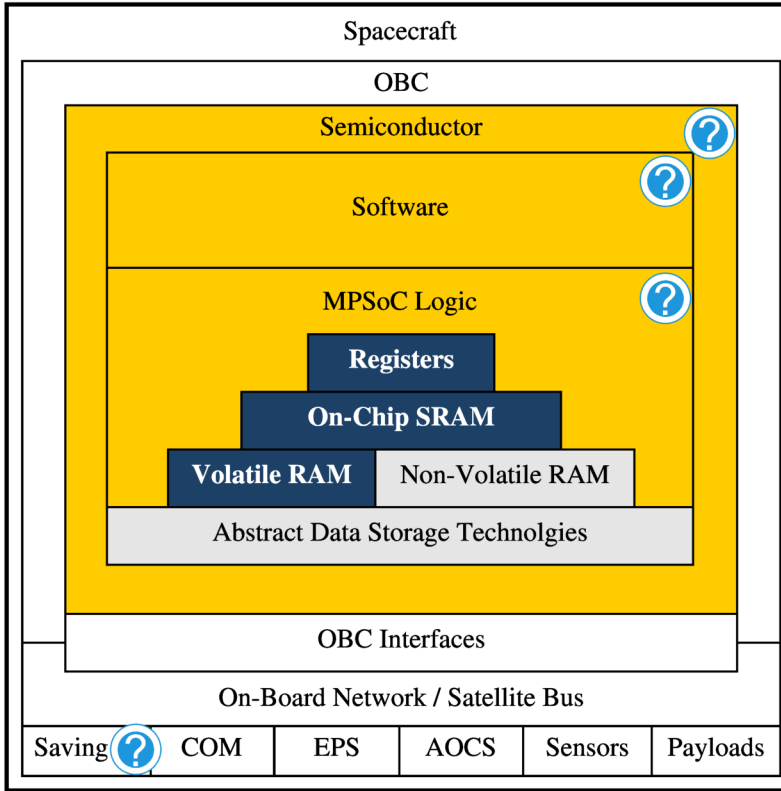 Spacecraft
OBC
Semiconductor
?
?
Software
?
MPSoC Logic
Registers
On-Chip SRAM
Volatile RAM
Non-Volatile RAM
Abstract Data Storage Technolgies
OBC Interfaces
On-Board Network / Satellite Bus
Saving ? COM EPS AOCS Sensors Payloads